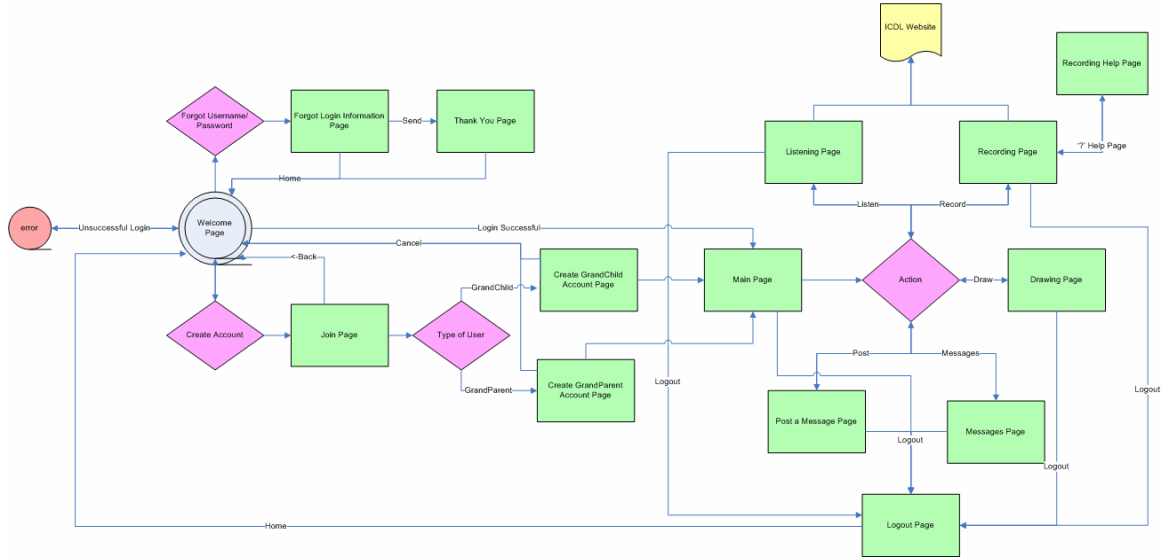 ICDL Website
Recording Help Page
Forgot Username/
Password
Forgot Login Information
Page
Send
Thank You Page
Listening Page
Recording Page
'?' Help Page
Home
Listen
Record
error
Unsuccessful Login
Welcome
Page
Login Successful
Cancel
<-Back
Create GrandChild
Account Page
Main Page
Action
Draw
Drawing Page
GrandChild
Create Account
Join Page
Type of User
Post
Messages
GrandParent
Create GrandParent
Account Page
Logout
Logout
Post a Message Page
Messages Page
Logout
Logout
Home
Logout Page